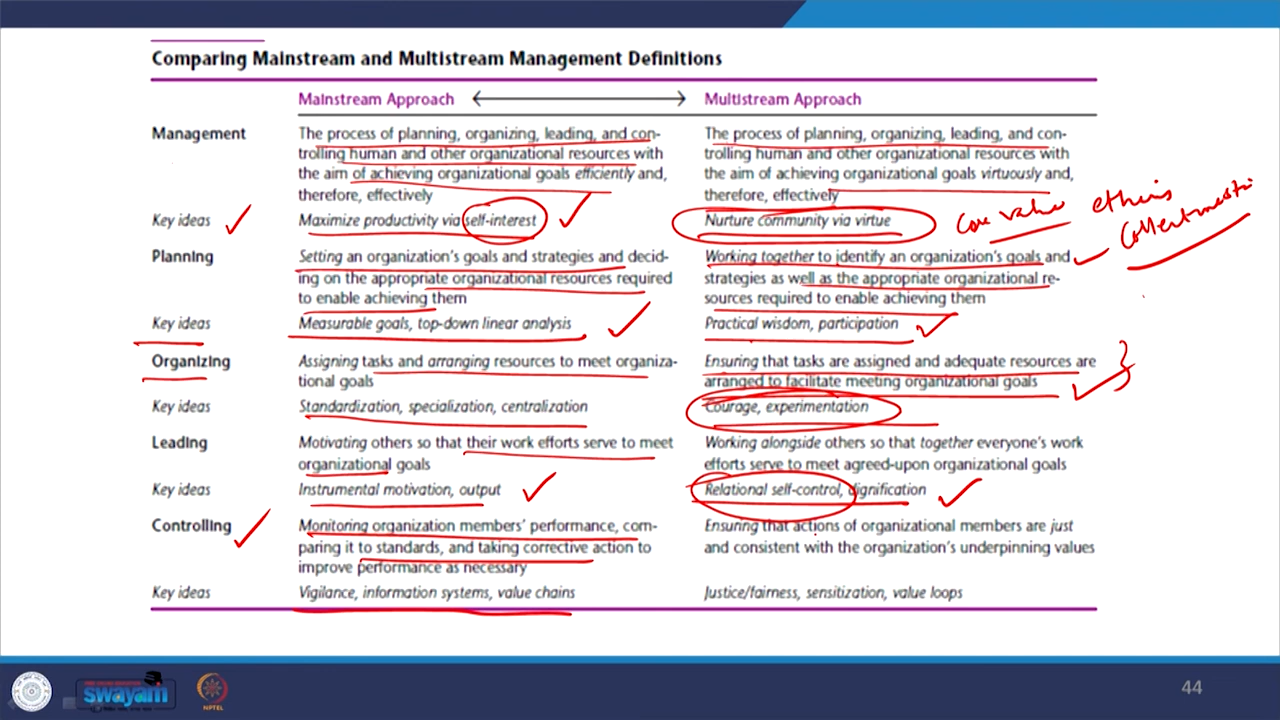 Comparing Mainstream and Multistream Management Definitions
Mainstream Approach
Multistream Approach
Management
The process of planning, organizing, leading, and con-
trolling human and other organizational resources with
the aim of achieving organizational goals efficiently and,
therefore, effectively
The process of planning, organizing, leading, and con-
trolling human and other organizational resources with
the aim of achieving organizational goals virtuously and,
therefore, effectively
Key ideas
Maximize productivity via self-interest
Nurture community via virtue
Core value ethics
Planning
Setting an organization's goals and strategies and decid-
ing on the appropriate organizational resources required
to enable achieving them
Working together to identify an organization's goals and
strategies as well as the appropriate organizational re-
sources required to enable achieving them
Key ideas
Measurable goals, top-down linear analysis
Practical wisdom, participation
Organizing
Assigning tasks and arranging resources to meet organiza-
tional goals
Ensuring that tasks are assigned and adequate resources are
arranged to facilitate meeting organizational goals
Key ideas
Standardization, specialization, centralization
Courage, experimentation
Leading
Motivating others so that their work efforts serve to meet
organizational goals
Working alongside others so that together everyone's work
efforts serve to meet agreed-upon organizational goals
Key ideas
Instrumental motivation, output
Relational self-control, dignification
Controlling
Monitoring organization members' performance, com-
paring it to standards, and taking corrective action to
improve performance as necessary
Ensuring that actions of organizational members are just
and consistent with the organization's underpinning values
Key ideas
Vigilance, information systems, value chains
Justice/fairness, sensitization, value loops
swayam
NPTEL
44